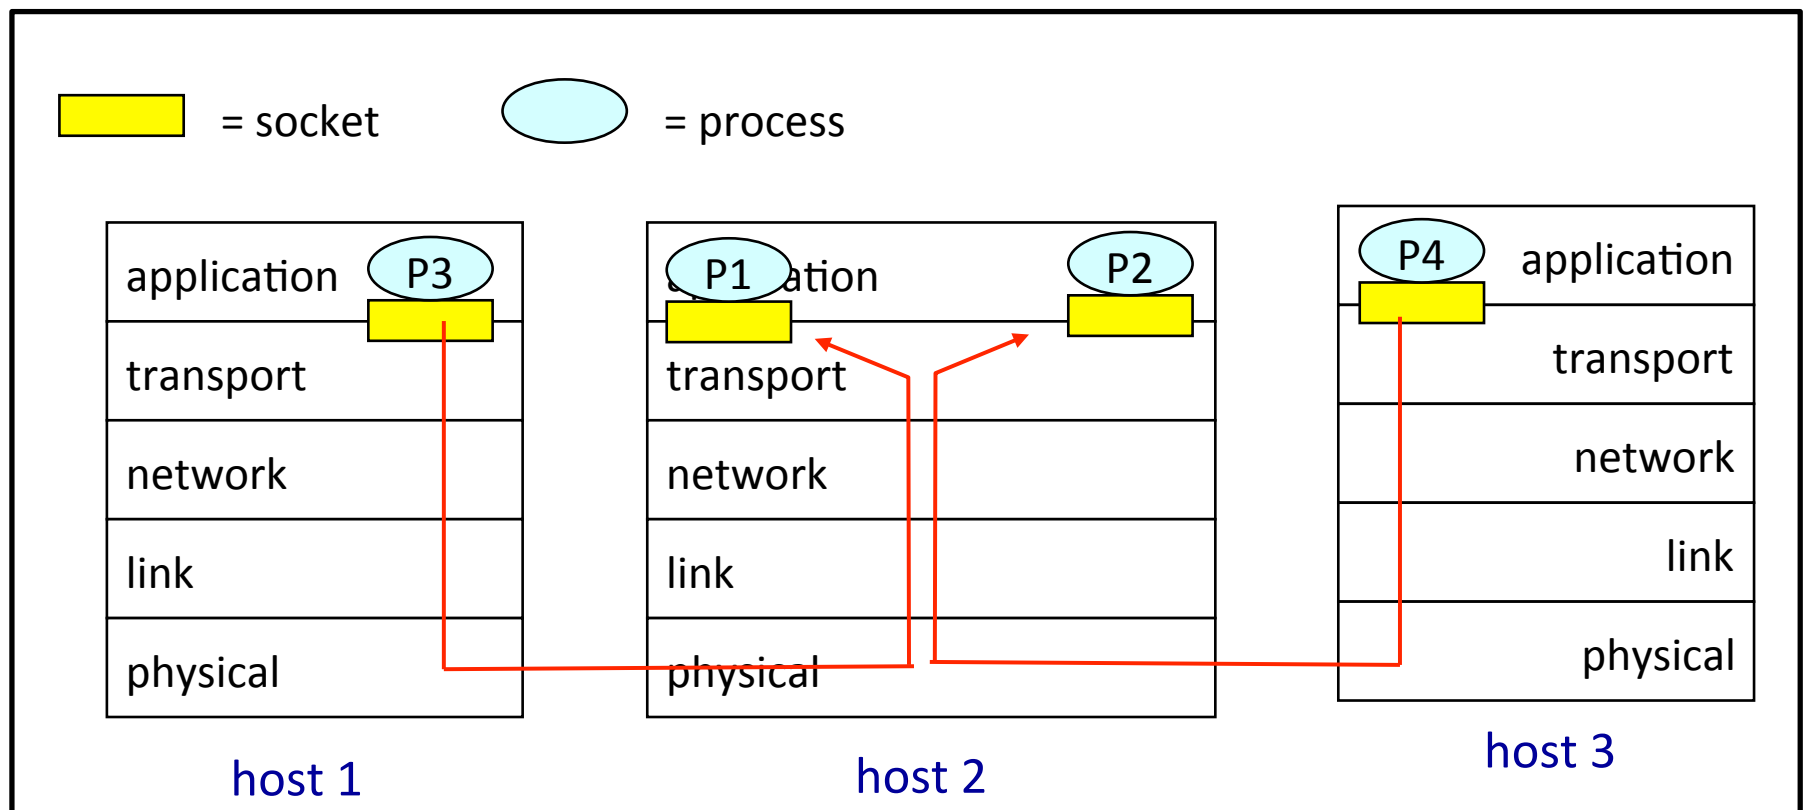 = socket
= process
application P3
transport
network
link
physical
host 1
P1 ation P2
transport
network
link
physical
host 2
P4 application
transport
network
link
physical
host 3